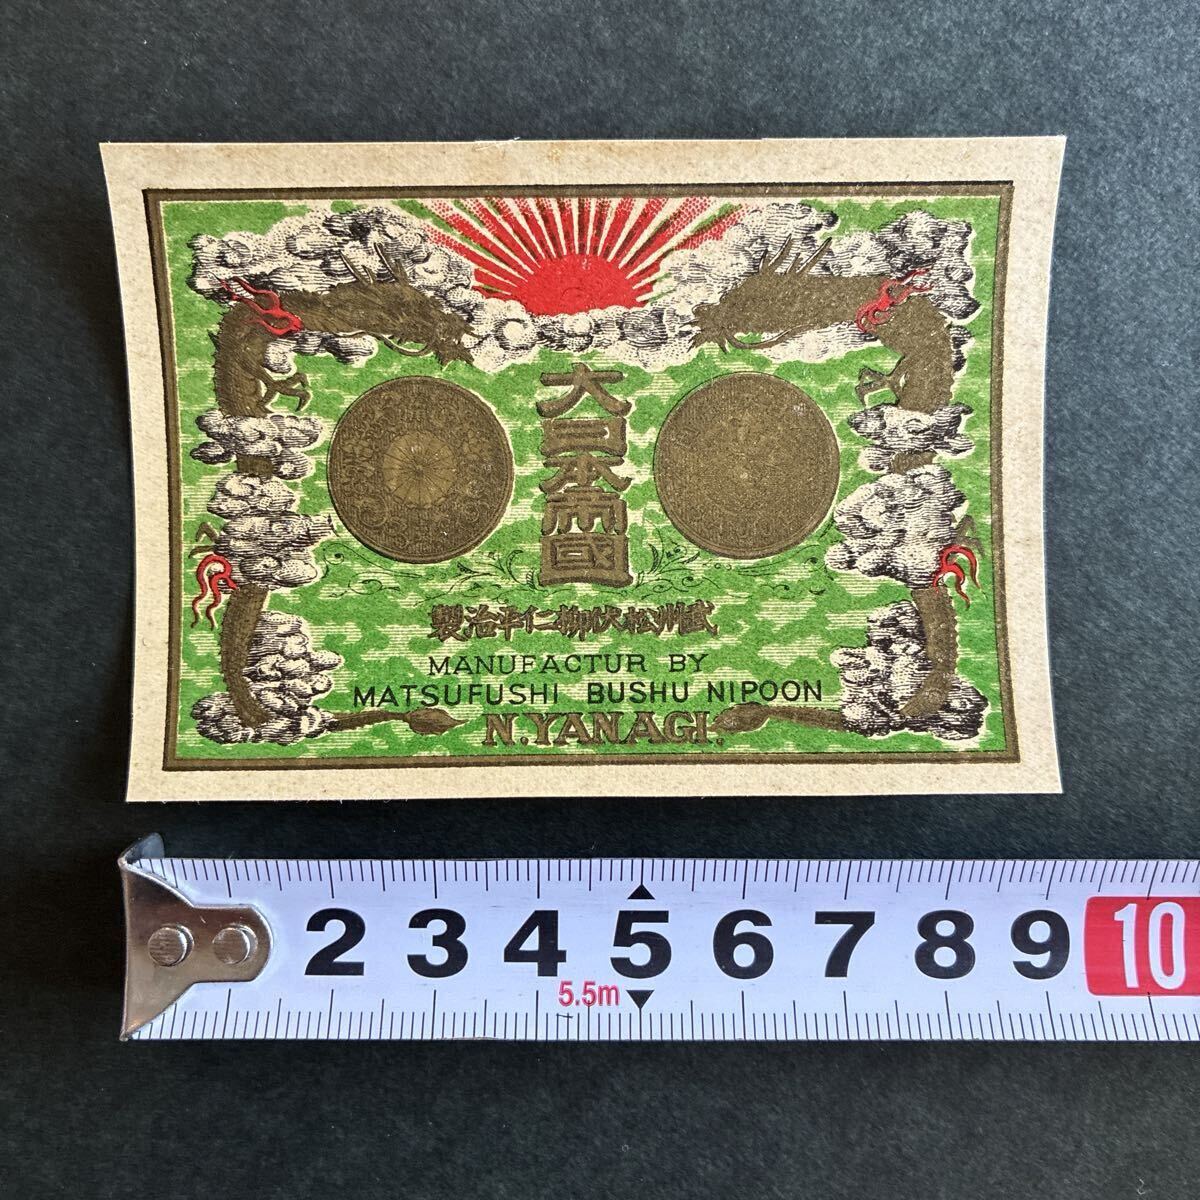 大日本帝國
武州松伏柳仁平治製
MANUFACTUR BY
MATSUFUSHI BUSHU NIPOON
N.YANAGI.
2 3 4 5 6 7 8 9 10
5.5m